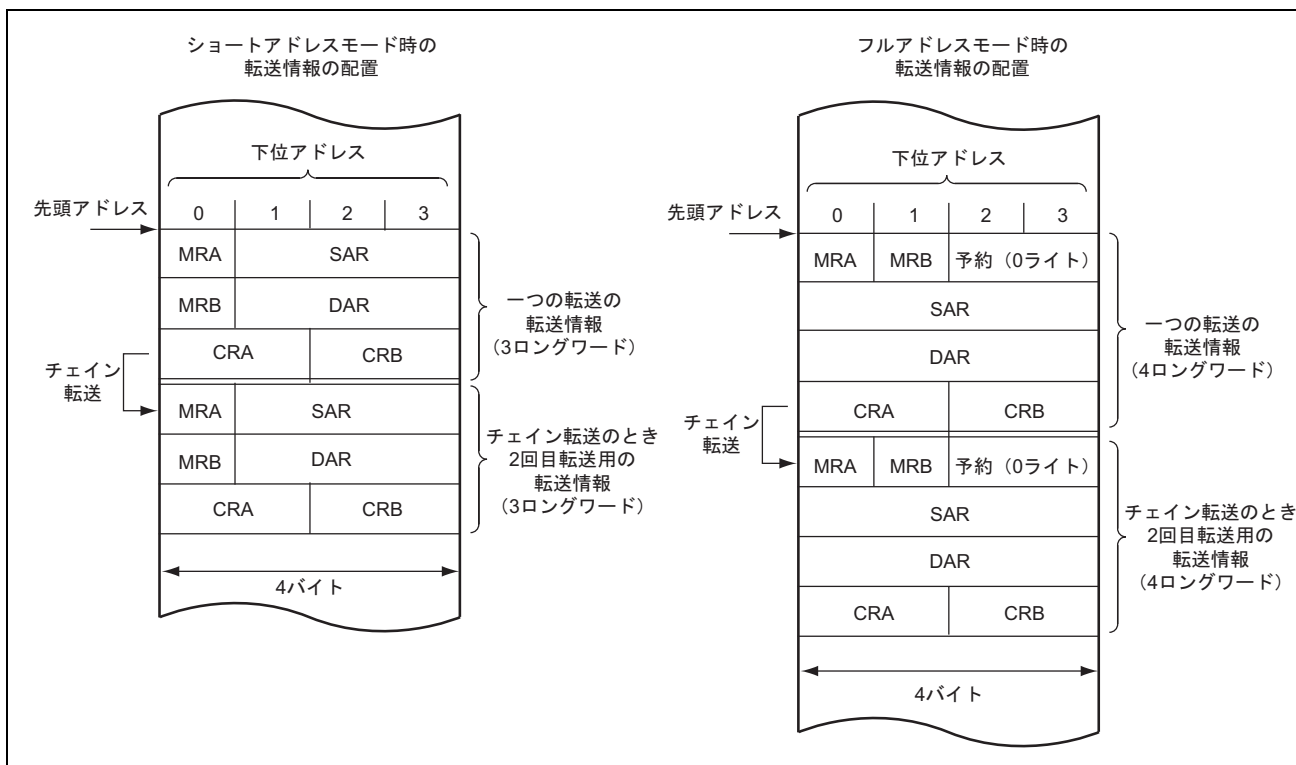 ショートアドレスモード時の
転送情報の配置
下位アドレス
先頭アドレス
0 1 2 3
MRA SAR
MRB DAR
CRA CRB
一つの転送の
転送情報
（3ロングワード）
チェイン
転送
MRA SAR
MRB DAR
CRA CRB
チェイン転送のとき
2回目転送用の
転送情報
（3ロングワード）
4バイト
フルアドレスモード時の
転送情報の配置
下位アドレス
先頭アドレス
0 1 2 3
MRA MRB 予約（0ライト）
SAR
DAR
CRA CRB
一つの転送の
転送情報
（4ロングワード）
チェイン
転送
MRA MRB 予約（0ライト）
SAR
DAR
CRA CRB
チェイン転送のとき
2回目転送用の
転送情報
（4ロングワード）
4バイト